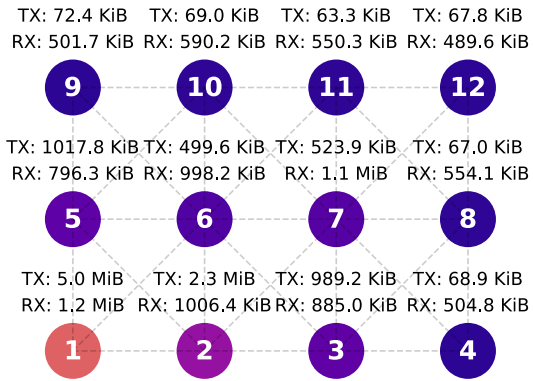 TX: 72.4 KiB TX: 69.0 KiB TX: 63.3 KiB TX: 67.8 KiB
RX: 501.7 KiB RX: 590.2 KiB RX: 550.3 KiB RX: 489.6 KiB
9 10 11 12
TX: 1017.8 KiB TX: 499.6 KiB TX: 523.9 KiB TX: 67.0 KiB
RX: 796.3 KiB RX: 998.2 KiB RX: 1.1 MiB RX: 554.1 KiB
5 6 7 8
TX: 5.0 MiB TX: 2.3 MiB TX: 989.2 KiB TX: 68.9 KiB
RX: 1.2 MiB RX: 1006.4 KiB RX: 885.0 KiB RX: 504.8 KiB
1 2 3 4